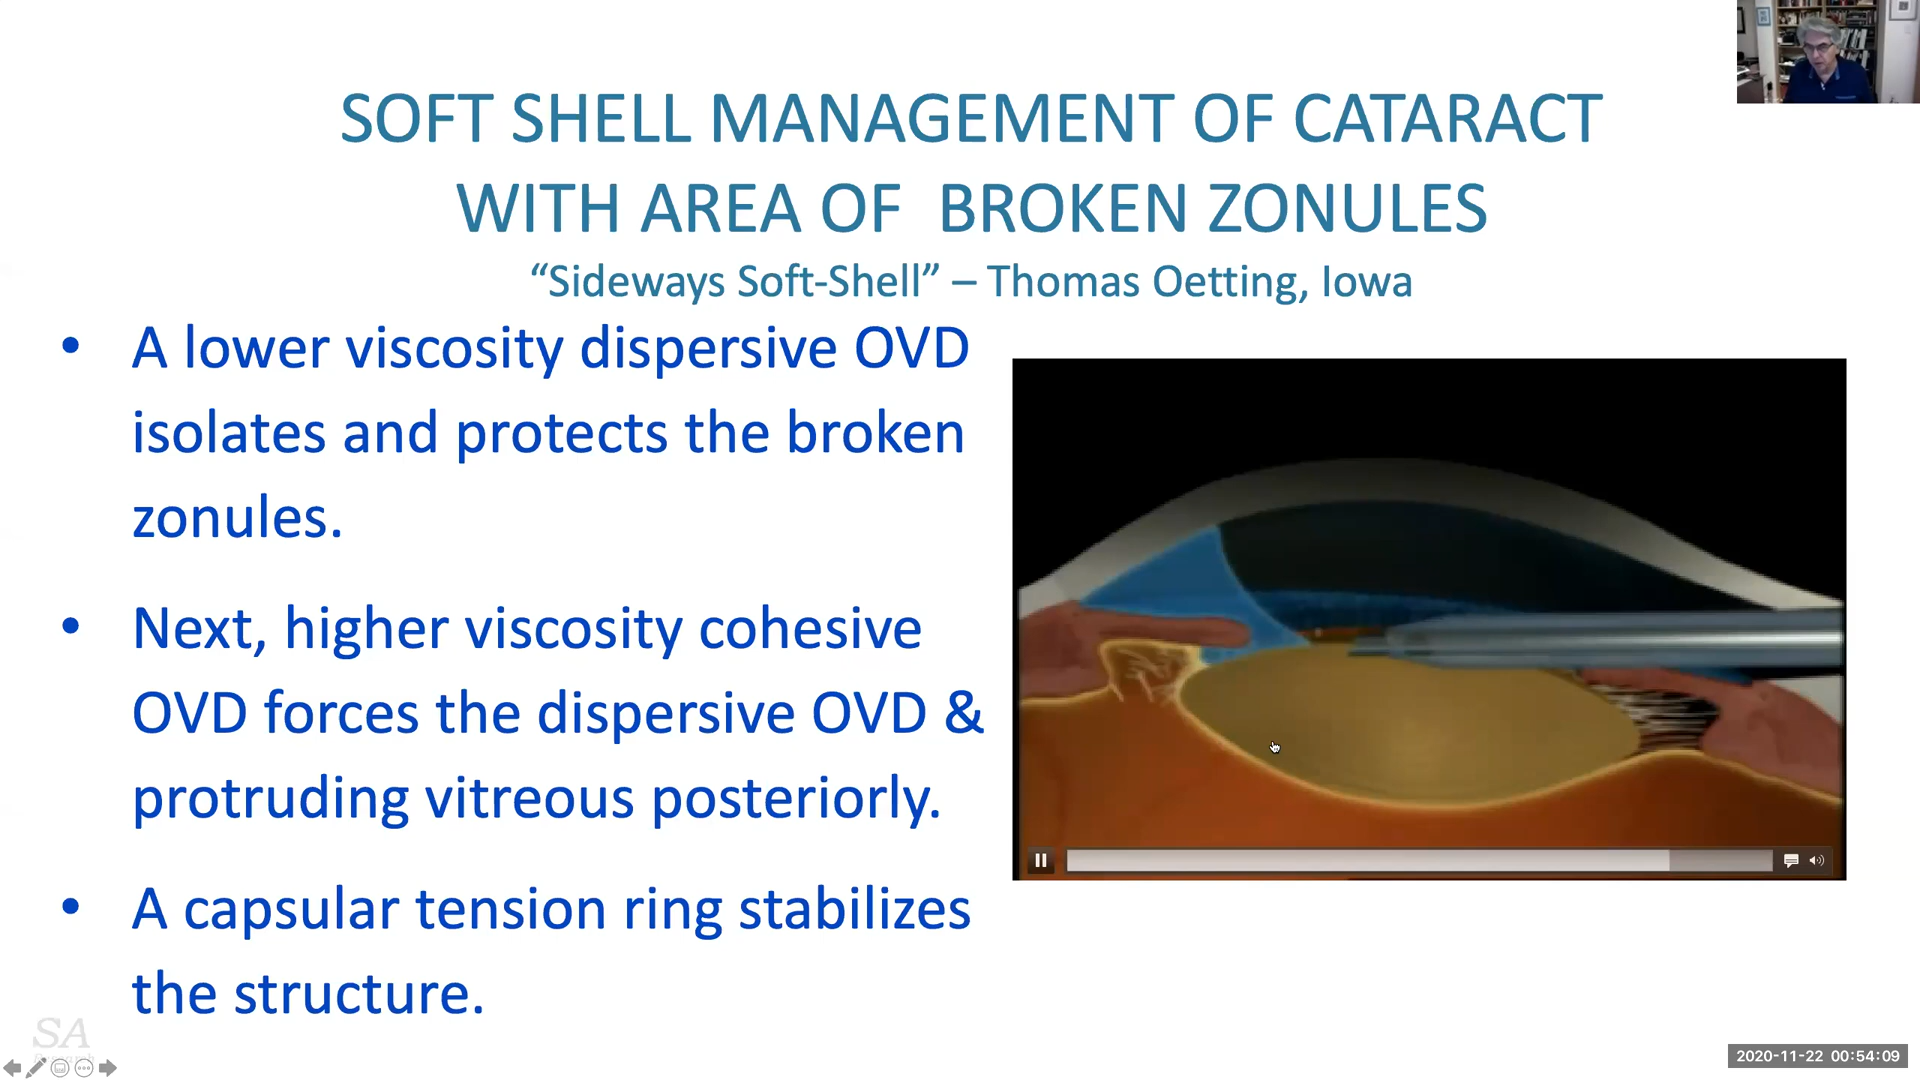 SOFT SHELL MANAGEMENT OF CATARACT
WITH AREA OF  BROKEN ZONULES
“Sideways Soft-Shell” – Thomas Oetting, Iowa
• A lower viscosity dispersive OVD
isolates and protects the broken
zonules.
• Next, higher viscosity cohesive
OVD forces the dispersive OVD &
protruding vitreous posteriorly.
• A capsular tension ring stabilizes
the structure.
SA
2020-11-22 00:54:09